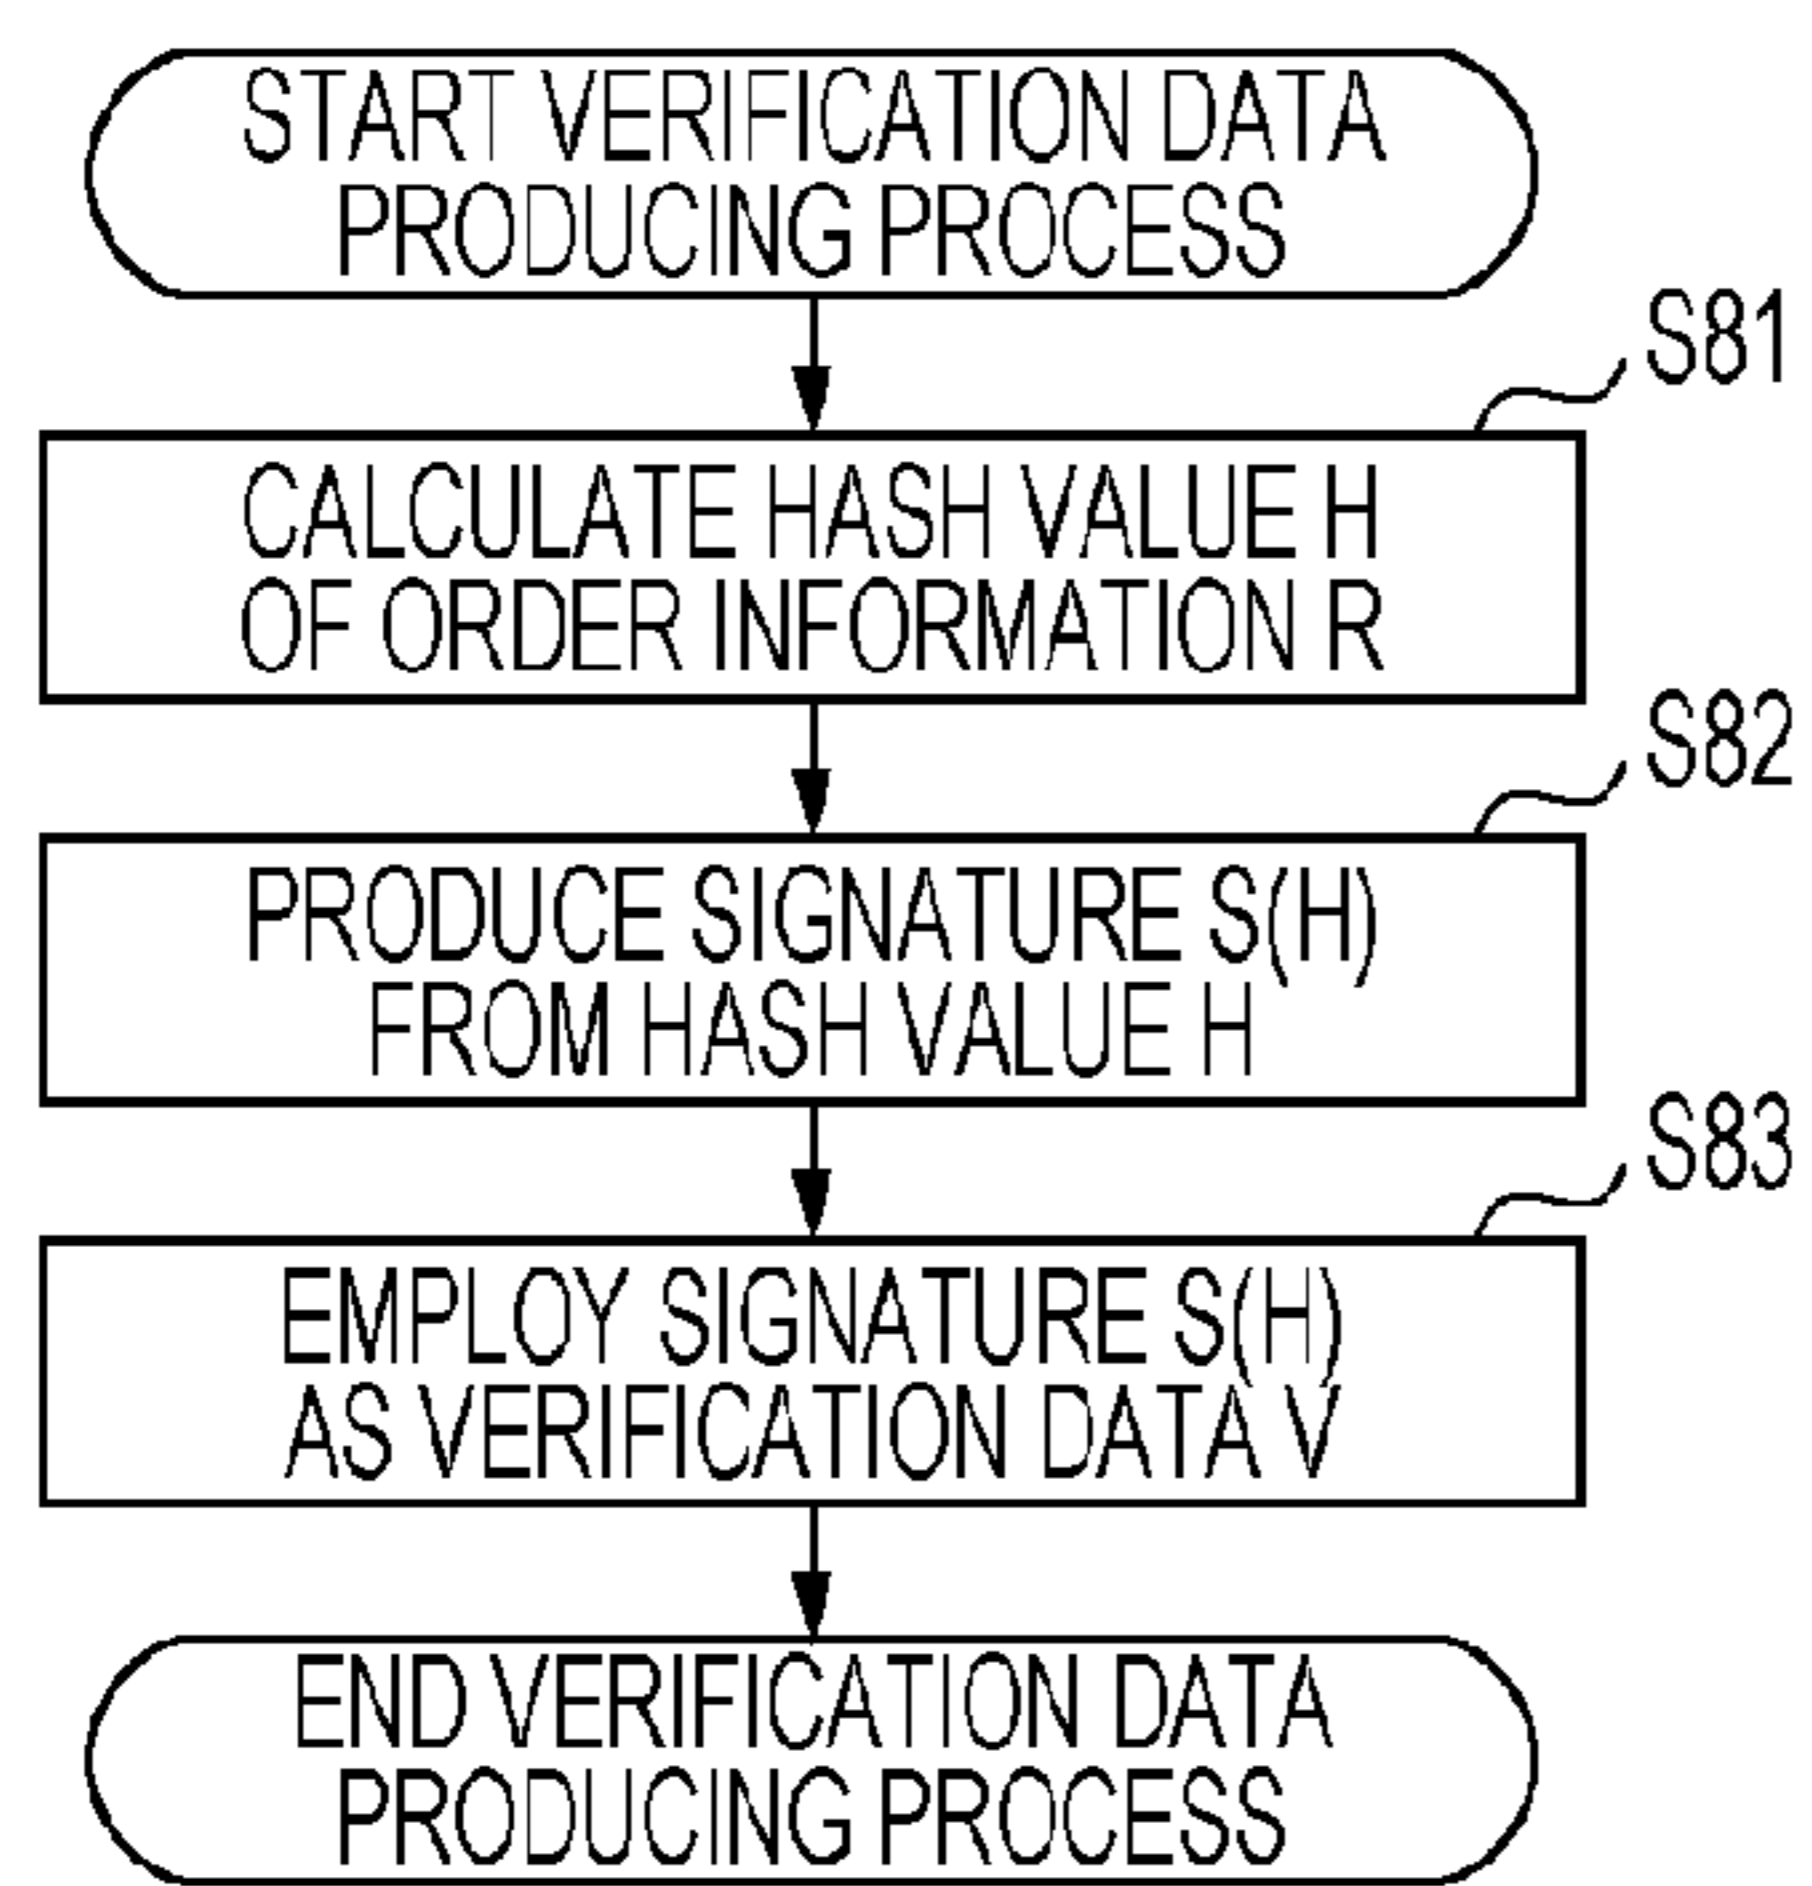 START VERIFICATION DATA
PRODUCING PROCESS
S81
CALCULATE HASH VALUE H
OF ORDER INFORMATION R
S82
PRODUCE SIGNATURE S(H)
FROM HASH VALUE H
S83
EMPLOY SIGNATURE S(H)
AS VERIFICATION DATA V
END VERIFICATION DATA
PRODUCING PROCESS